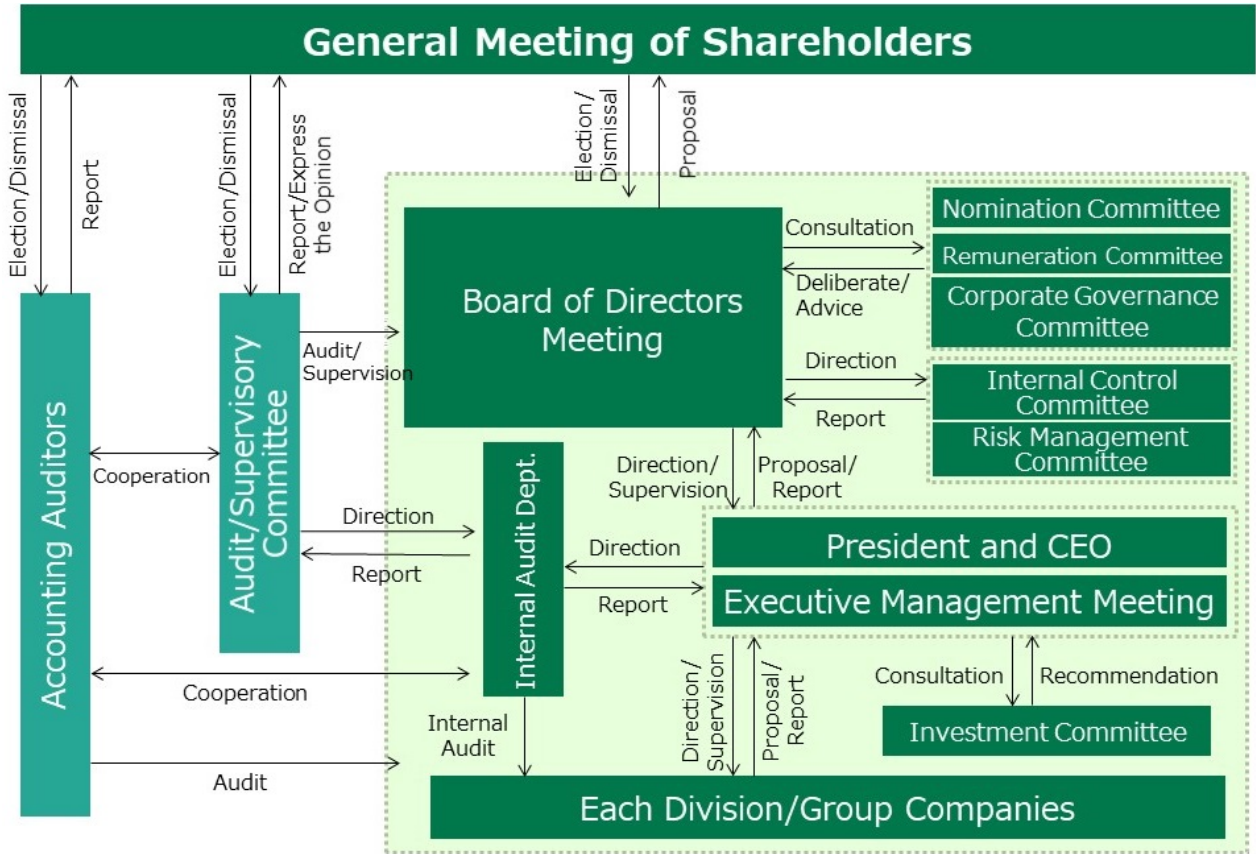 General Meeting of Shareholders
Election/Dismissal
Report
Election/Dismissal
Report/Express
the Opinion
Election/
Dismissal
Proposal
Board of Directors
Meeting
Consultation
Deliberate/
Advice
Nomination Committee
Remuneration Committee
Corporate Governance
Committee
Direction
Report
Internal Control
Committee
Risk Management
Committee
Accounting Auditors
Audit/Supervisory
Committee
Audit/
Supervision
Cooperation
Direction
Report
Internal Audit Dept.
Direction/
Supervision
Proposal/
Report
Direction
Report
President and CEO
Executive Management Meeting
Cooperation
Internal
Audit
Direction/
Supervision
Proposal/
Report
Consultation
Recommendation
Investment Committee
Audit
Each Division/Group Companies